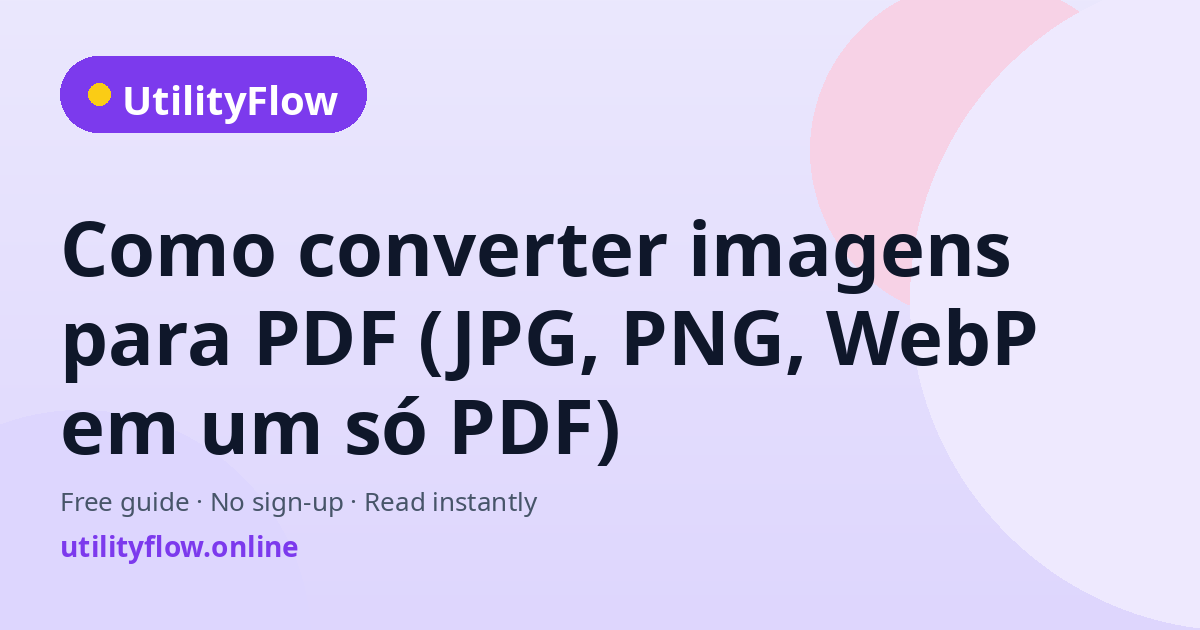 UtilityFlow
Como converter imagens
para PDF (JPG, PNG, WebP
em um só PDF)
Free guide · No sign-up · Read instantly
utilityflow.online